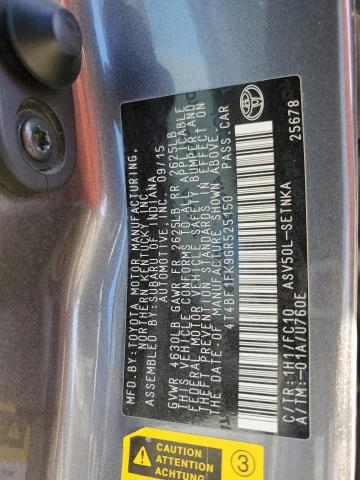 MFD.BY:TOYOTA MOTOR MANUFACTURING,
NORTHERN KENTUCKY, INC.
ASSEMBLED BY:SUBARU OF INDIANA
AUTOMOTIVE,INC. 09/15
GVWR 4630LB GAWR FR 2625LB RR 2625LB
THIS VEHICLE CONFORMS TO ALL APPLICABLE
FEDERAL MOTOR VEHICLE SAFETY, BUMPER, AND
THEFT PREVENTION STANDARDS IN EFFECT ON
THE DATE OF MANUFACTURE SHOWN ABOVE.
4T4BF1FK9GR525150 PASS.CAR
C/TR:1H1/FC10 ASV50L-SETNKA
A/TM:-01A/U760E 25678
TOYOTA
CAUTION
ATTENTION
ACHTUNG
3